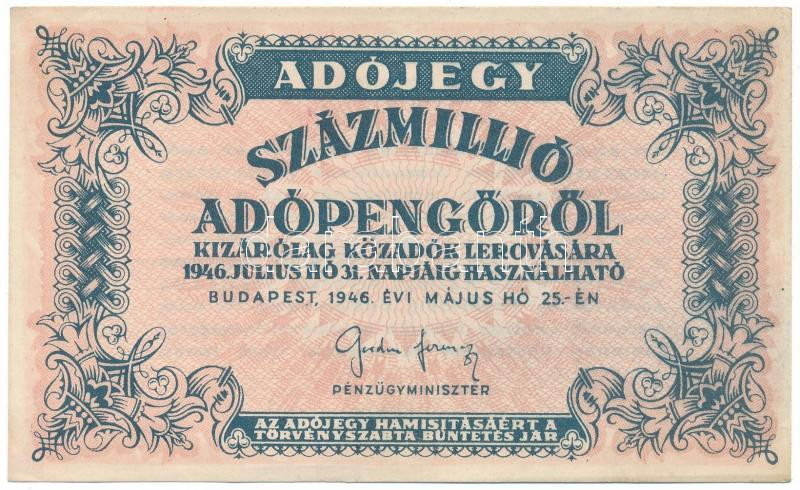 ADÓJEGY
SZÁZMILLIÓ
ADÓPENGŐRŐL
KIZÁRÓLAG KÖZADÓK LEROVÁSÁRA
1946. JÚLIUS HÓ 31. NAPJÁIG HASZNÁLHATÓ
BUDAPEST, 1946. ÉVI MÁJUS HÓ 25.-ÉN
PÉNZÜGYMINISZTER
AZ ADÓJEGY HAMISITÁSÁÉRT A
TÖRVÉNYSZABTA BÜNTETÉS JÁR